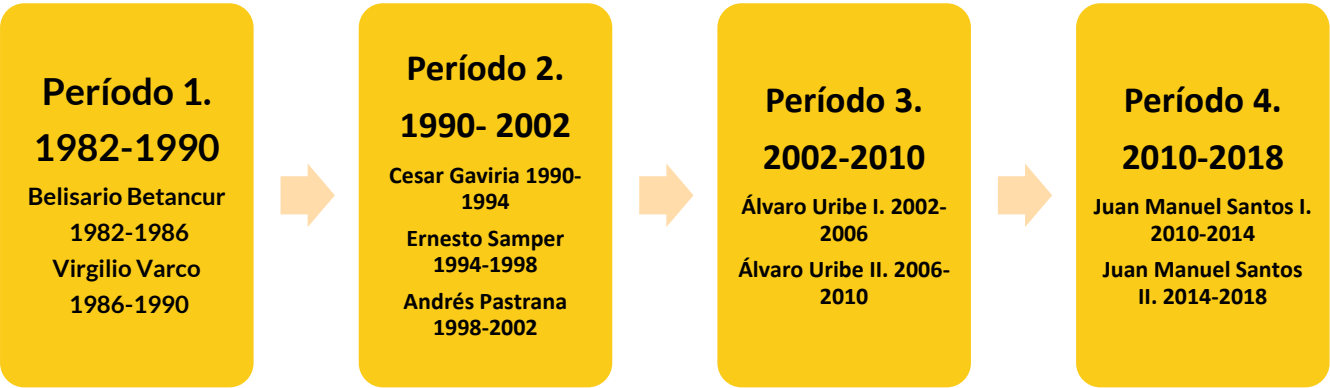 Período 1.
1982-1990
Belisario Betancur
1982-1986
Virgilio Varco
1986-1990
Período 2.
1990- 2002
Cesar Gaviria 1990-
1994
Ernesto Samper
1994-1998
Andrés Pastrana
1998-2002
Período 3.
2002-2010
Álvaro Uribe I. 2002-
2006
Álvaro Uribe II. 2006-
2010
Período 4.
2010-2018
Juan Manuel Santos I.
2010-2014
Juan Manuel Santos
II. 2014-2018